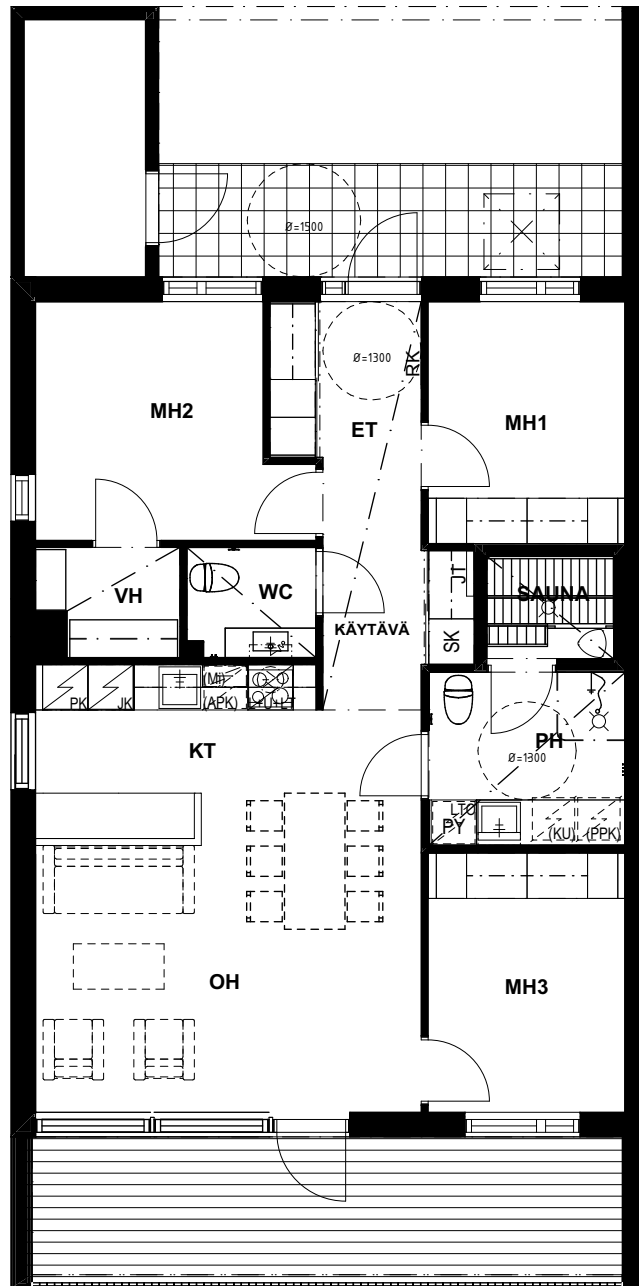 Ø=1500
Ø=1300
RK
MH2
ET
MH1
VH
WC
JT
SAUNA
KÄYTÄVÄ
SK
PK
JK
(MI)
(APK)
L+U+LT
KT
PH
Ø=1300
LTO
PY
(KU)
(PPK)
OH
MH3